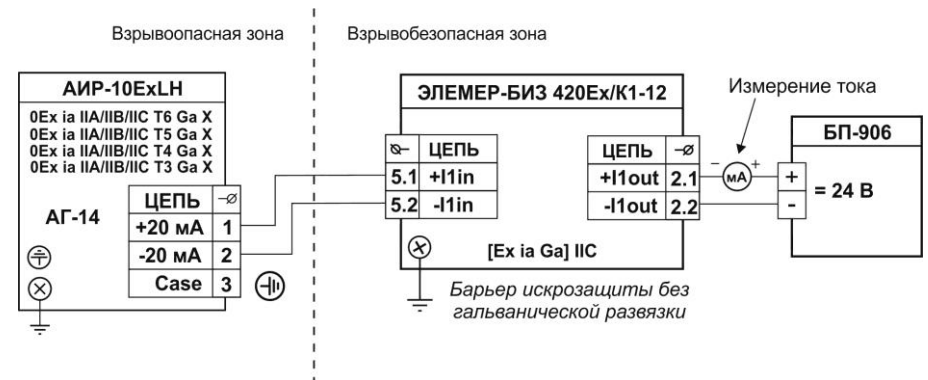 Взрывоопасная зона
Взрывобезопасная зона
АИР-10ExLH
0Ex ia IIA/IIB/IIC T6 Ga X
0Ex ia IIA/IIB/IIC T5 Ga X
0Ex ia IIA/IIB/IIC T4 Ga X
0Ex ia IIA/IIB/IIC T3 Ga X
АГ-14
ЦЕПЬ
+20 мА 1
-20 мА 2
Case 3
ЭЛЕМЕР-БИЗ 420Ex/К1-12
ЦЕПЬ
5.1 +I1in
5.2 -I1in
ЦЕПЬ
+I1out 2.1
-I1out 2.2
[Ex ia Ga] IIC
Барьер искрозащиты без
гальванической развязки
Измерение тока
- мА +
БП-906
+
= 24 В
-